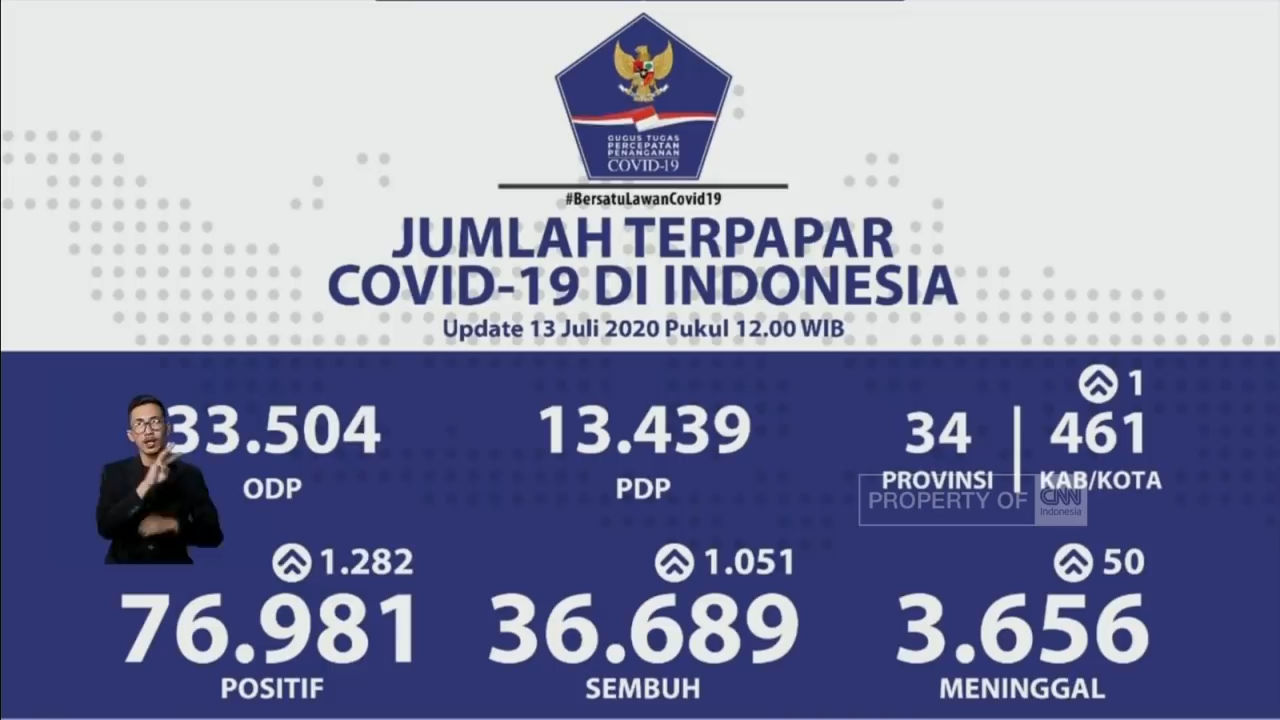 GUGUS TUGAS
PERCEPATAN
PENANGANAN
COVID-19
#BersatuLawanCovid19
JUMLAH TERPAPAR
COVID-19 DI INDONESIA
Update 13 Juli 2020 Pukul 12.00 WIB
33.504
ODP
13.439
PDP
34
PROVINSI
1
461
KAB/KOTA
PROPERTY OF CNN Indonesia
1.282
76.981
POSITIF
1.051
36.689
SEMBUH
50
3.656
MENINGGAL